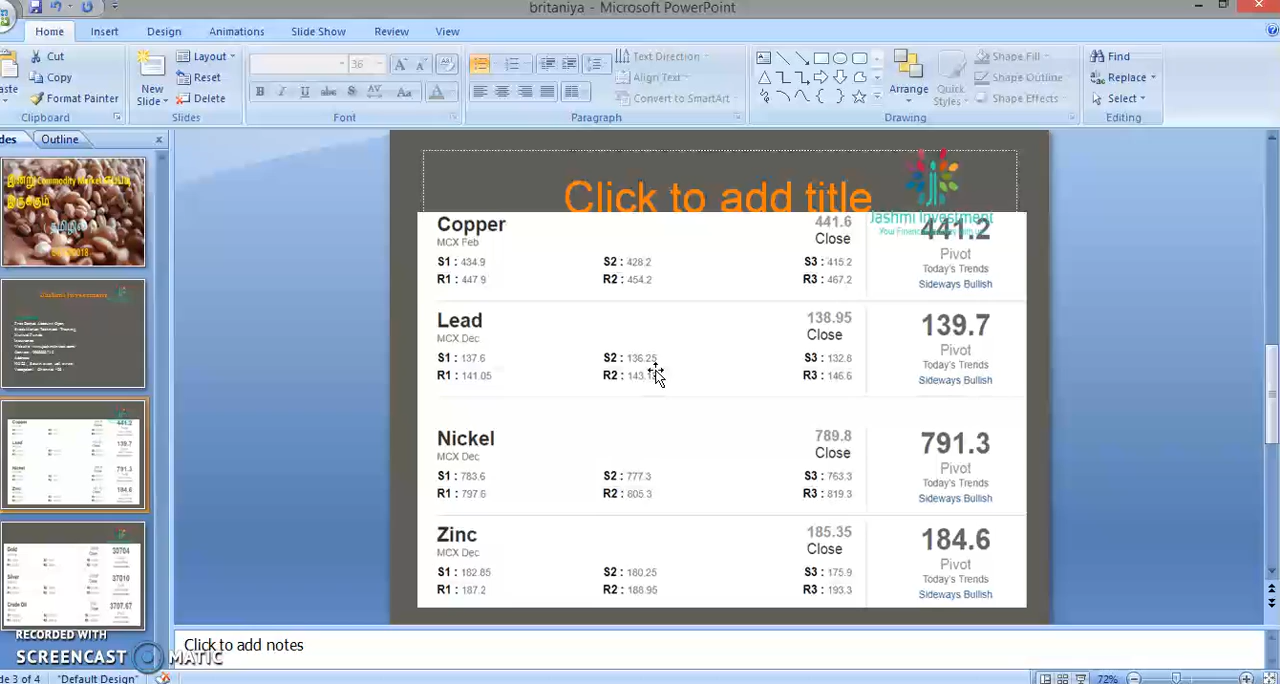 britaniya - Microsoft PowerPoint
Home Insert Design Animations Slide Show Review View
Cut
Copy
Format Painter
Clipboard
New
Slide
Layout
Reset
Delete
Slides
36
Font
Text Direction
Align Text
Convert to SmartArt
Paragraph
Arrange
Quick
Styles
Shape Fill
Shape Outline
Shape Effects
Drawing
Find
Replace
Select
Editing
Outline
Click to add title
Jashmi Investment
Copper
MCX Feb
441.6
Close
441.2
Pivot
Today's Trends
Sideways Bullish
S1 : 434.9 S2 : 428.2 S3 : 415.2
R1 : 447.9 R2 : 454.2 R3 : 467.2
Lead
MCX Dec
138.95
Close
139.7
Pivot
Today's Trends
Sideways Bullish
S1 : 137.6 S2 : 136.25 S3 : 132.8
R1 : 141.05 R2 : R3 : 146.6
Nickel
MCX Dec
789.8
Close
791.3
Pivot
Today's Trends
Sideways Bullish
S1 : 783.6 S2 : 777.3 S3 : 763.3
R1 : 797.6 R2 : 805.3 R3 : 819.3
Zinc
MCX Dec
185.35
Close
184.6
Pivot
Today's Trends
Sideways Bullish
S1 : 182.85 S2 : 180.25 S3 : 175.9
R1 : 187.2 R2 : 188.95 R3 : 193.3
Click to add notes
RECORDED WITH
SCREENCAST MATIC
3 of 4 "Default Design" 72%